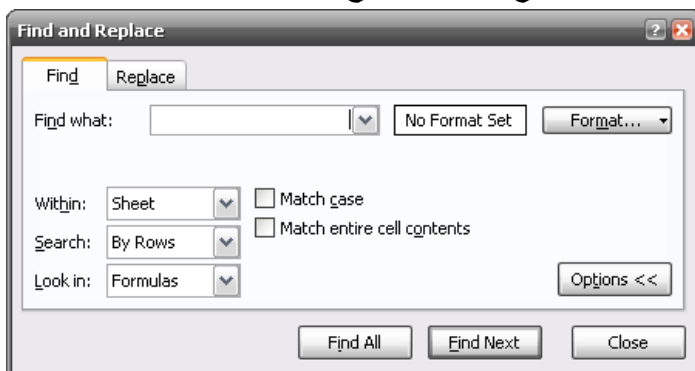 Find and Replace
Find Replace
Find what: No Format Set Format...
Within: Sheet Match case
Match entire cell contents
Search: By Rows
Look in: Formulas Options <<
Find All Find Next Close